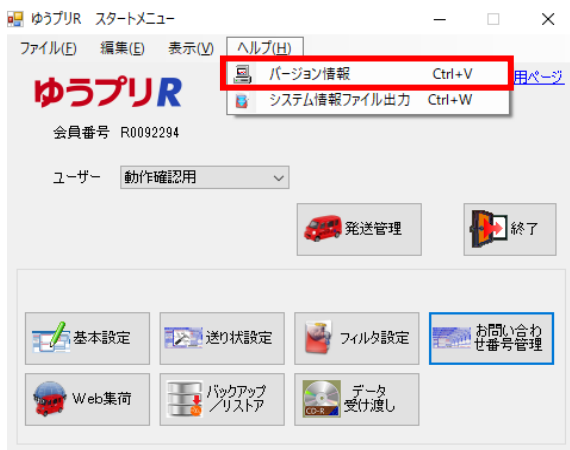 ゆうプリR スタートメニュー
ファイル(F) 編集(E) 表示(V) ヘルプ(H)
バージョン情報 Ctrl+V
用ページ
システム情報ファイル出力 Ctrl+W
ゆうプリR
会員番号 R0092294
ユーザー 動作確認用
発送管理
終了
基本設定
送り状設定
フィルタ設定
お問い合わ
せ番号管理
Web集荷
バックアップ
／リストア
CD-R
データ
受け渡し